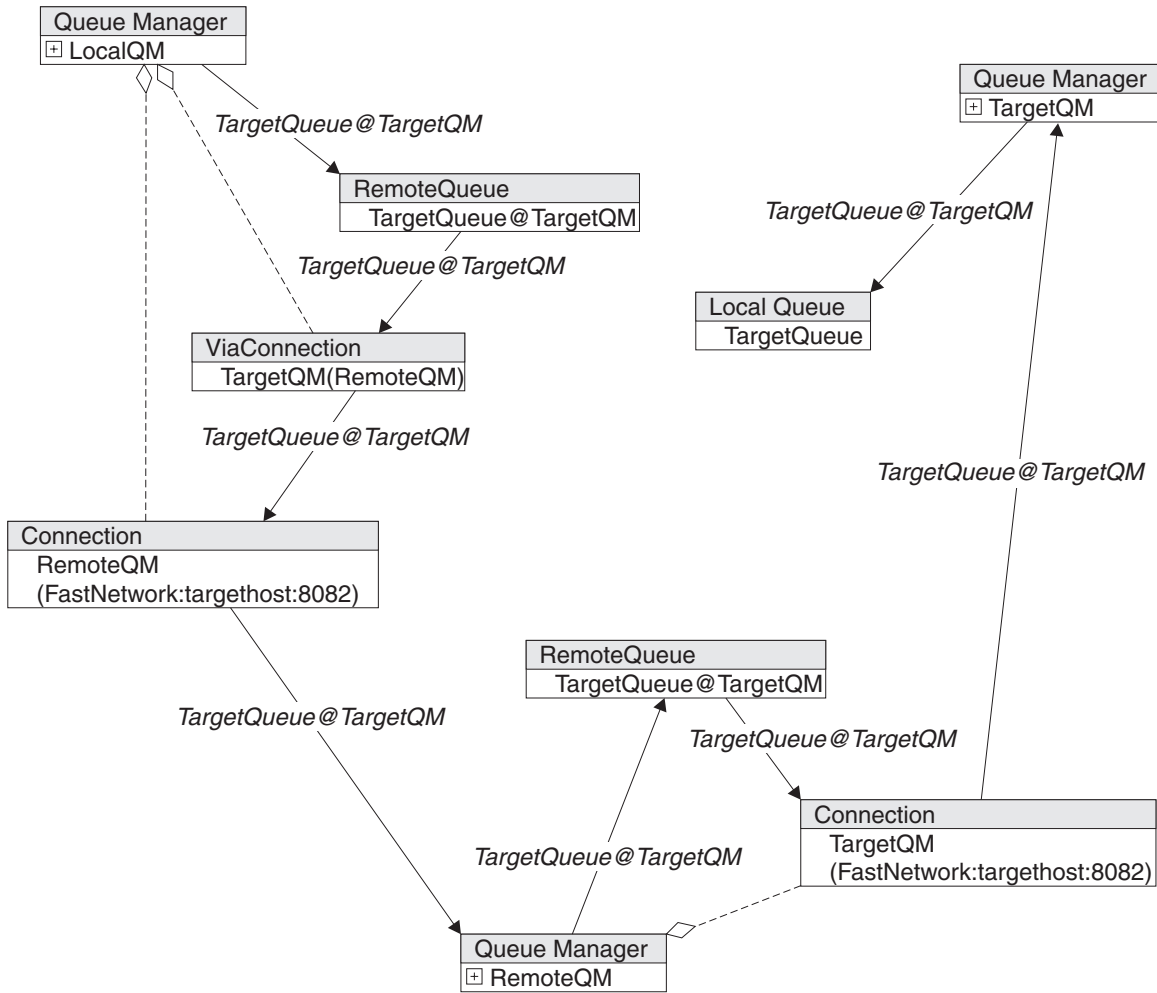 Queue Manager
LocalQM
TargetQueue@TargetQM
RemoteQueue
TargetQueue@TargetQM
TargetQueue@TargetQM
ViaConnection
TargetQM(RemoteQM)
TargetQueue@TargetQM
Connection
RemoteQM
(FastNetwork:targethost:8082)
TargetQueue@TargetQM
Queue Manager
RemoteQM
TargetQueue@TargetQM
RemoteQueue
TargetQueue@TargetQM
TargetQueue@TargetQM
Connection
TargetQM
(FastNetwork:targethost:8082)
TargetQueue@TargetQM
Queue Manager
TargetQM
TargetQueue@TargetQM
Local Queue
TargetQueue